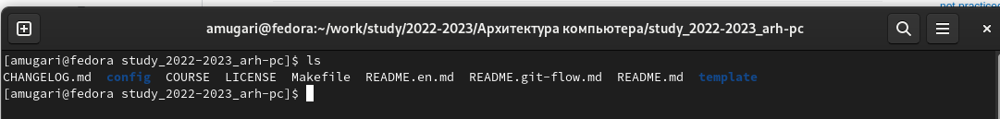 not practice
amugari@fedora:~/work/study/2022-2023/Архитектура компьютера/study_2022-2023_arh-pc
[amugari@fedora study_2022-2023_arh-pc]$ ls
CHANGELOG.md config COURSE LICENSE Makefile README.en.md README.git-flow.md README.md template
[amugari@fedora study_2022-2023_arh-pc]$